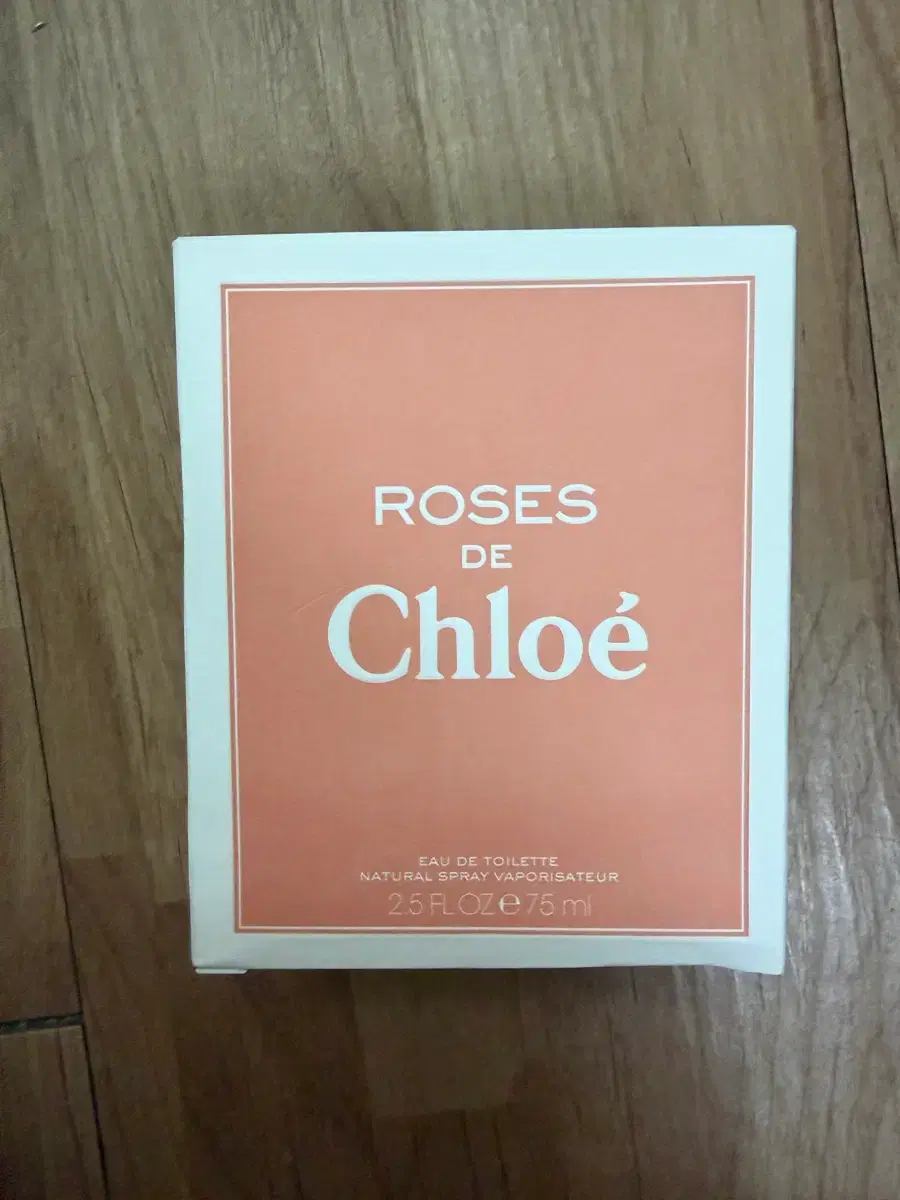 ROSES
DE
Chloé
EAU DE TOILETTE
NATURAL SPRAY VAPORISATEUR
2.5 FL OZ ℮ 75 ml